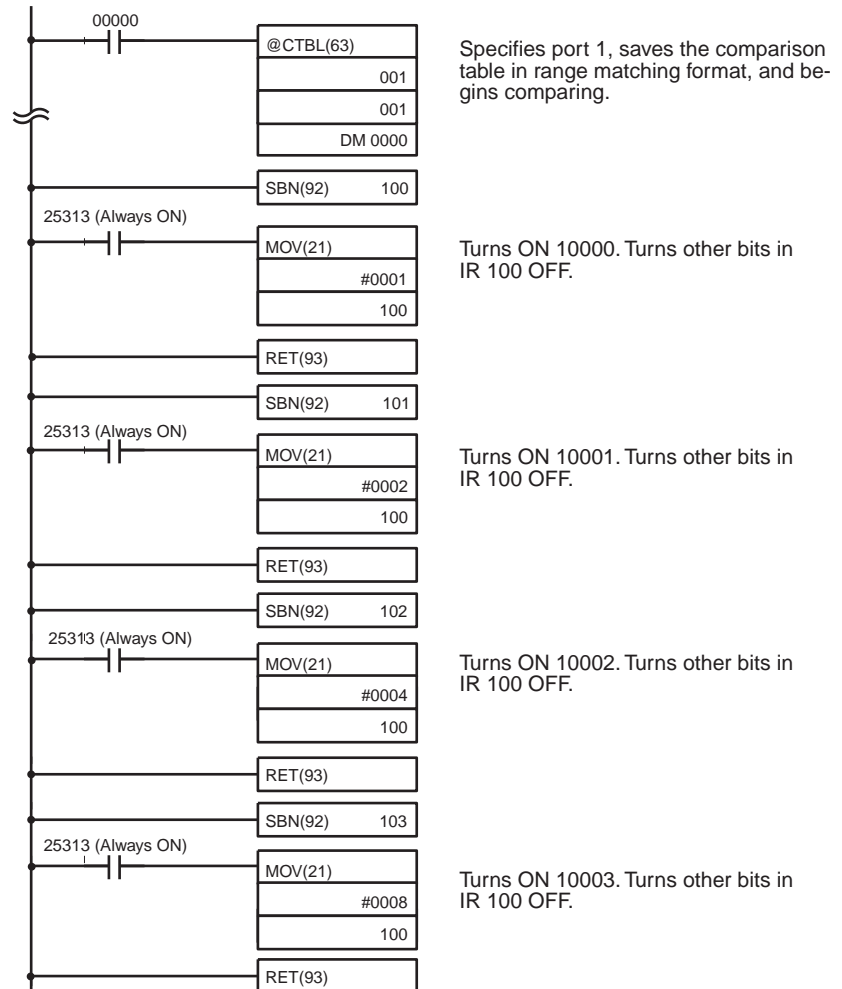 00000
@CTBL(63)
001
001
DM 0000
Specifies port 1, saves the comparison
table in range matching format, and be-
gins comparing.
SBN(92) 100
25313 (Always ON)
MOV(21)
#0001
100
Turns ON 10000. Turns other bits in
IR 100 OFF.
RET(93)
SBN(92) 101
25313 (Always ON)
MOV(21)
#0002
100
Turns ON 10001. Turns other bits in
IR 100 OFF.
RET(93)
SBN(92) 102
25313 (Always ON)
MOV(21)
#0004
100
Turns ON 10002. Turns other bits in
IR 100 OFF.
RET(93)
SBN(92) 103
25313 (Always ON)
MOV(21)
#0008
100
Turns ON 10003. Turns other bits in
IR 100 OFF.
RET(93)